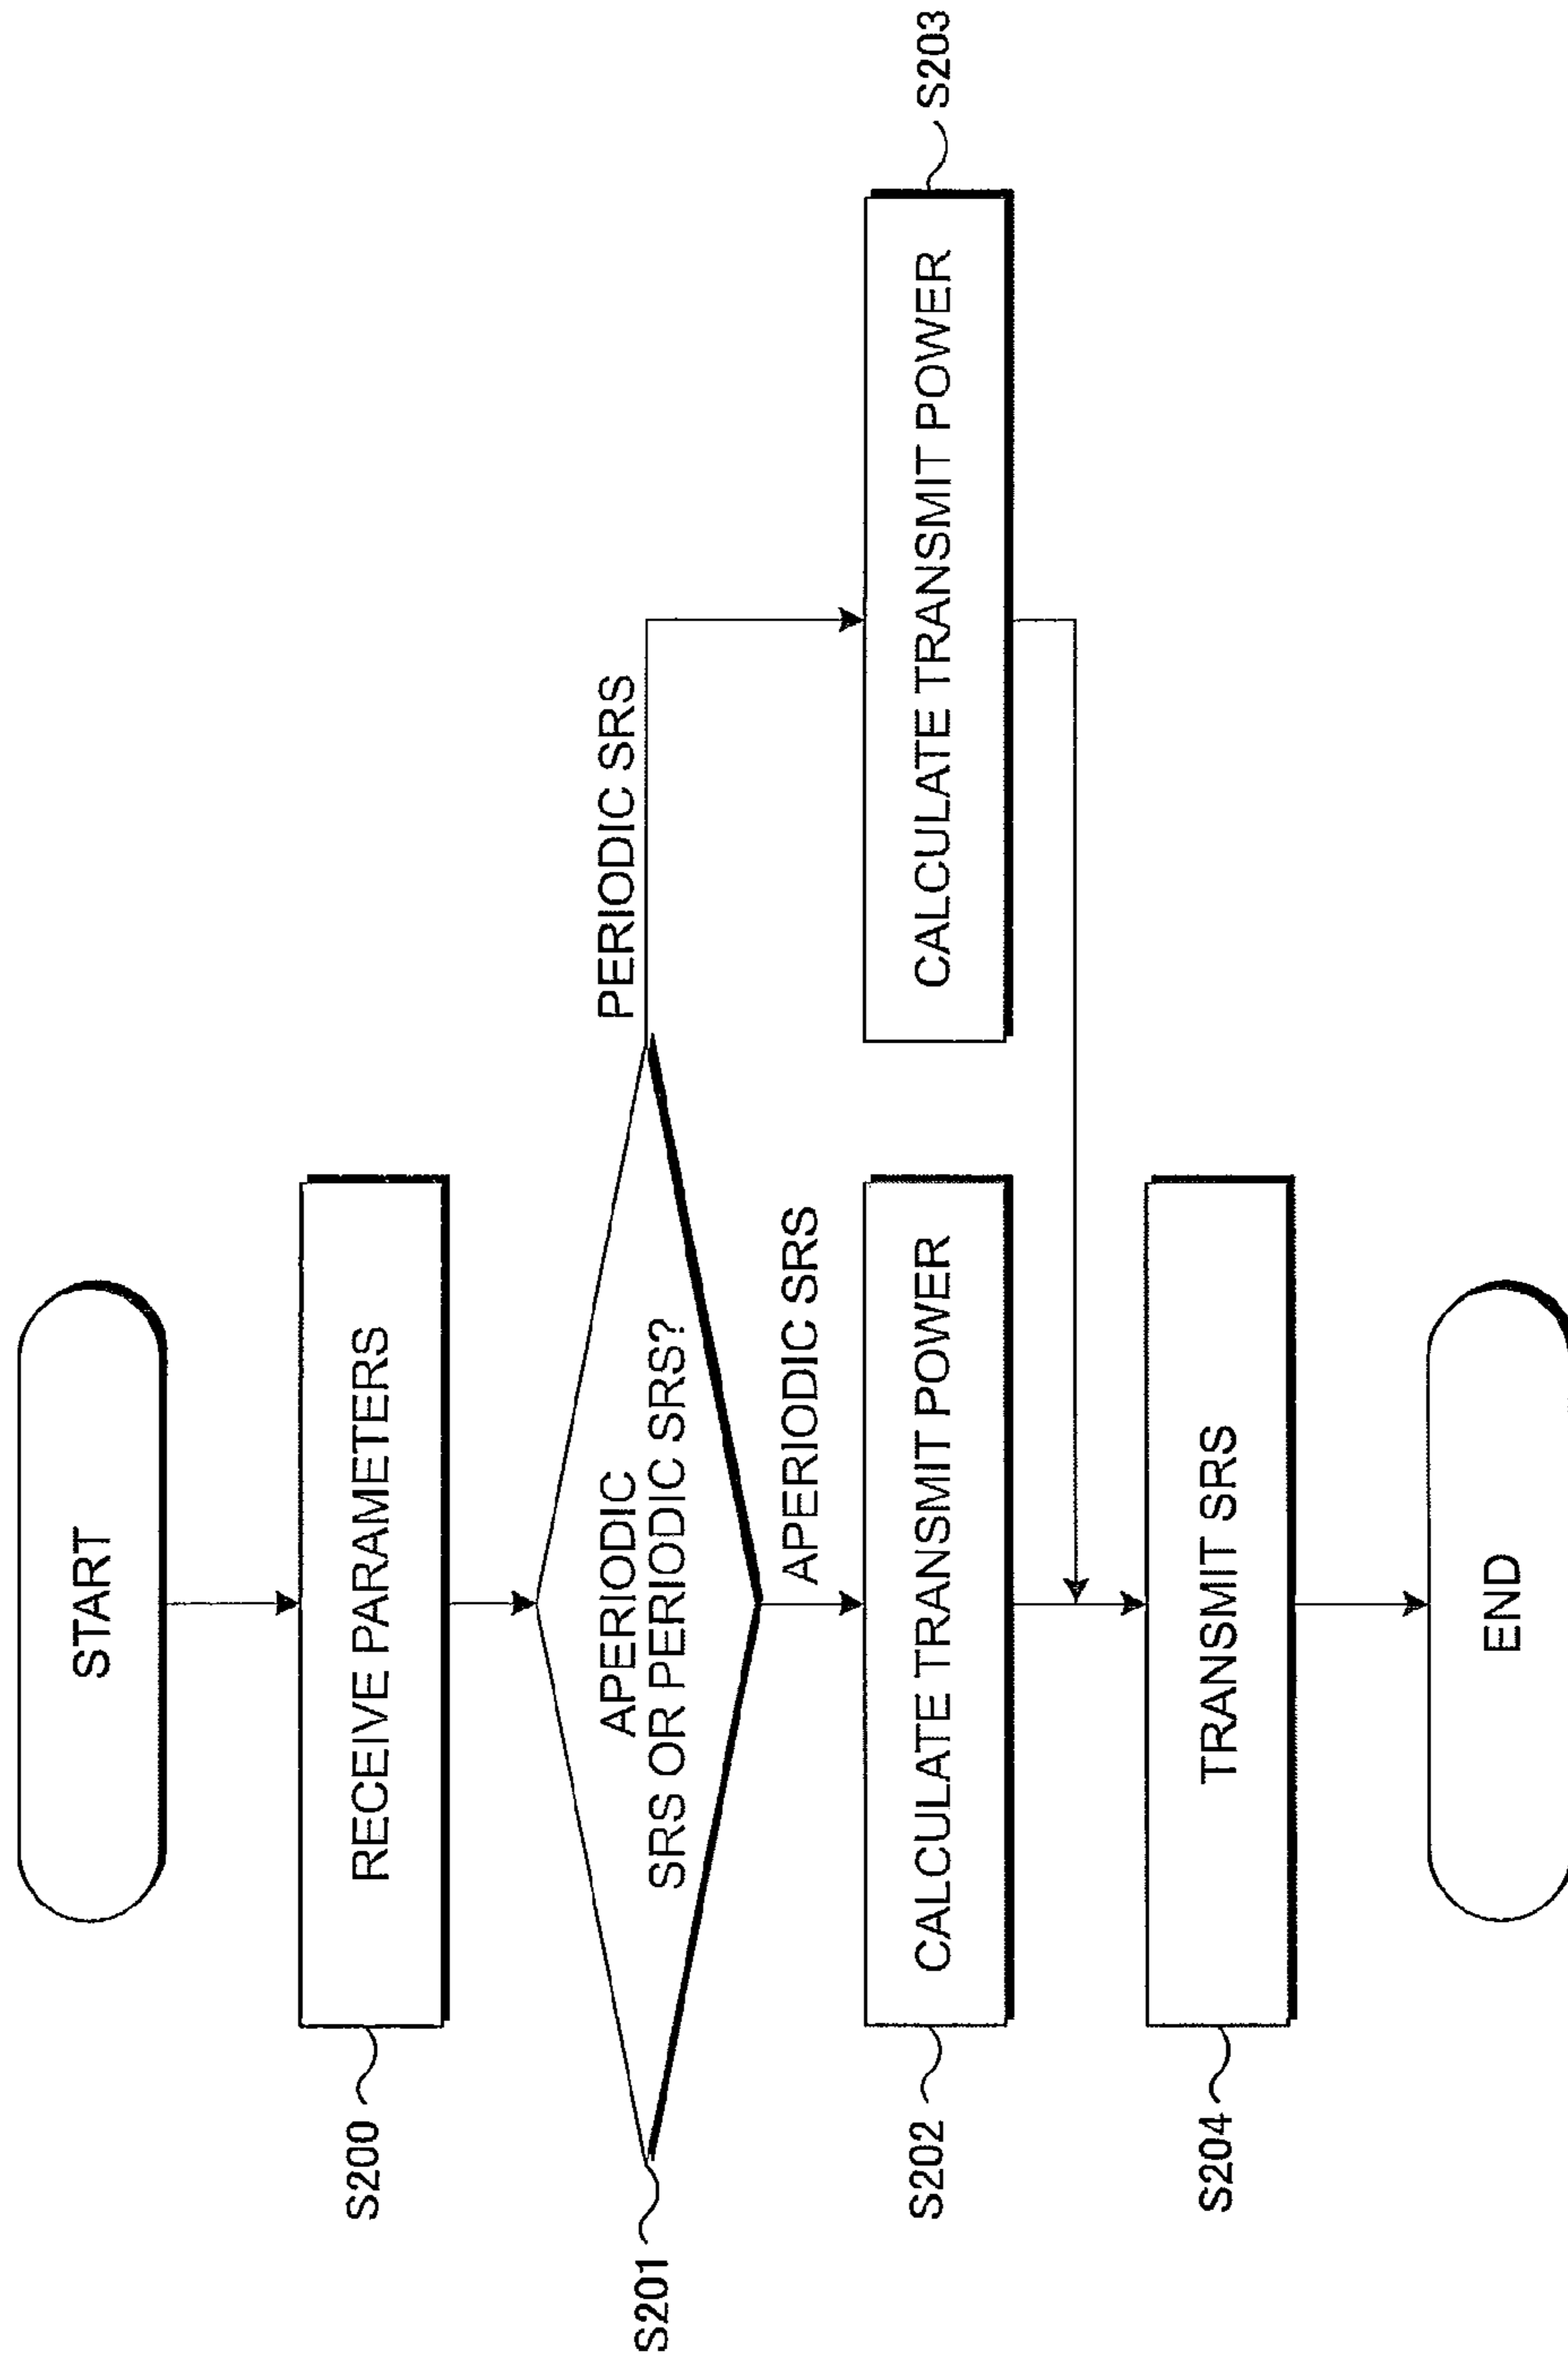 START
S200
RECEIVE PARAMETERS
S201
APERIODIC
SRS OR PERIODIC SRS?
PERIODIC SRS
APERIODIC SRS
S202
CALCULATE TRANSMIT POWER
CALCULATE TRANSMIT POWER
S203
S204
TRANSMIT SRS
END